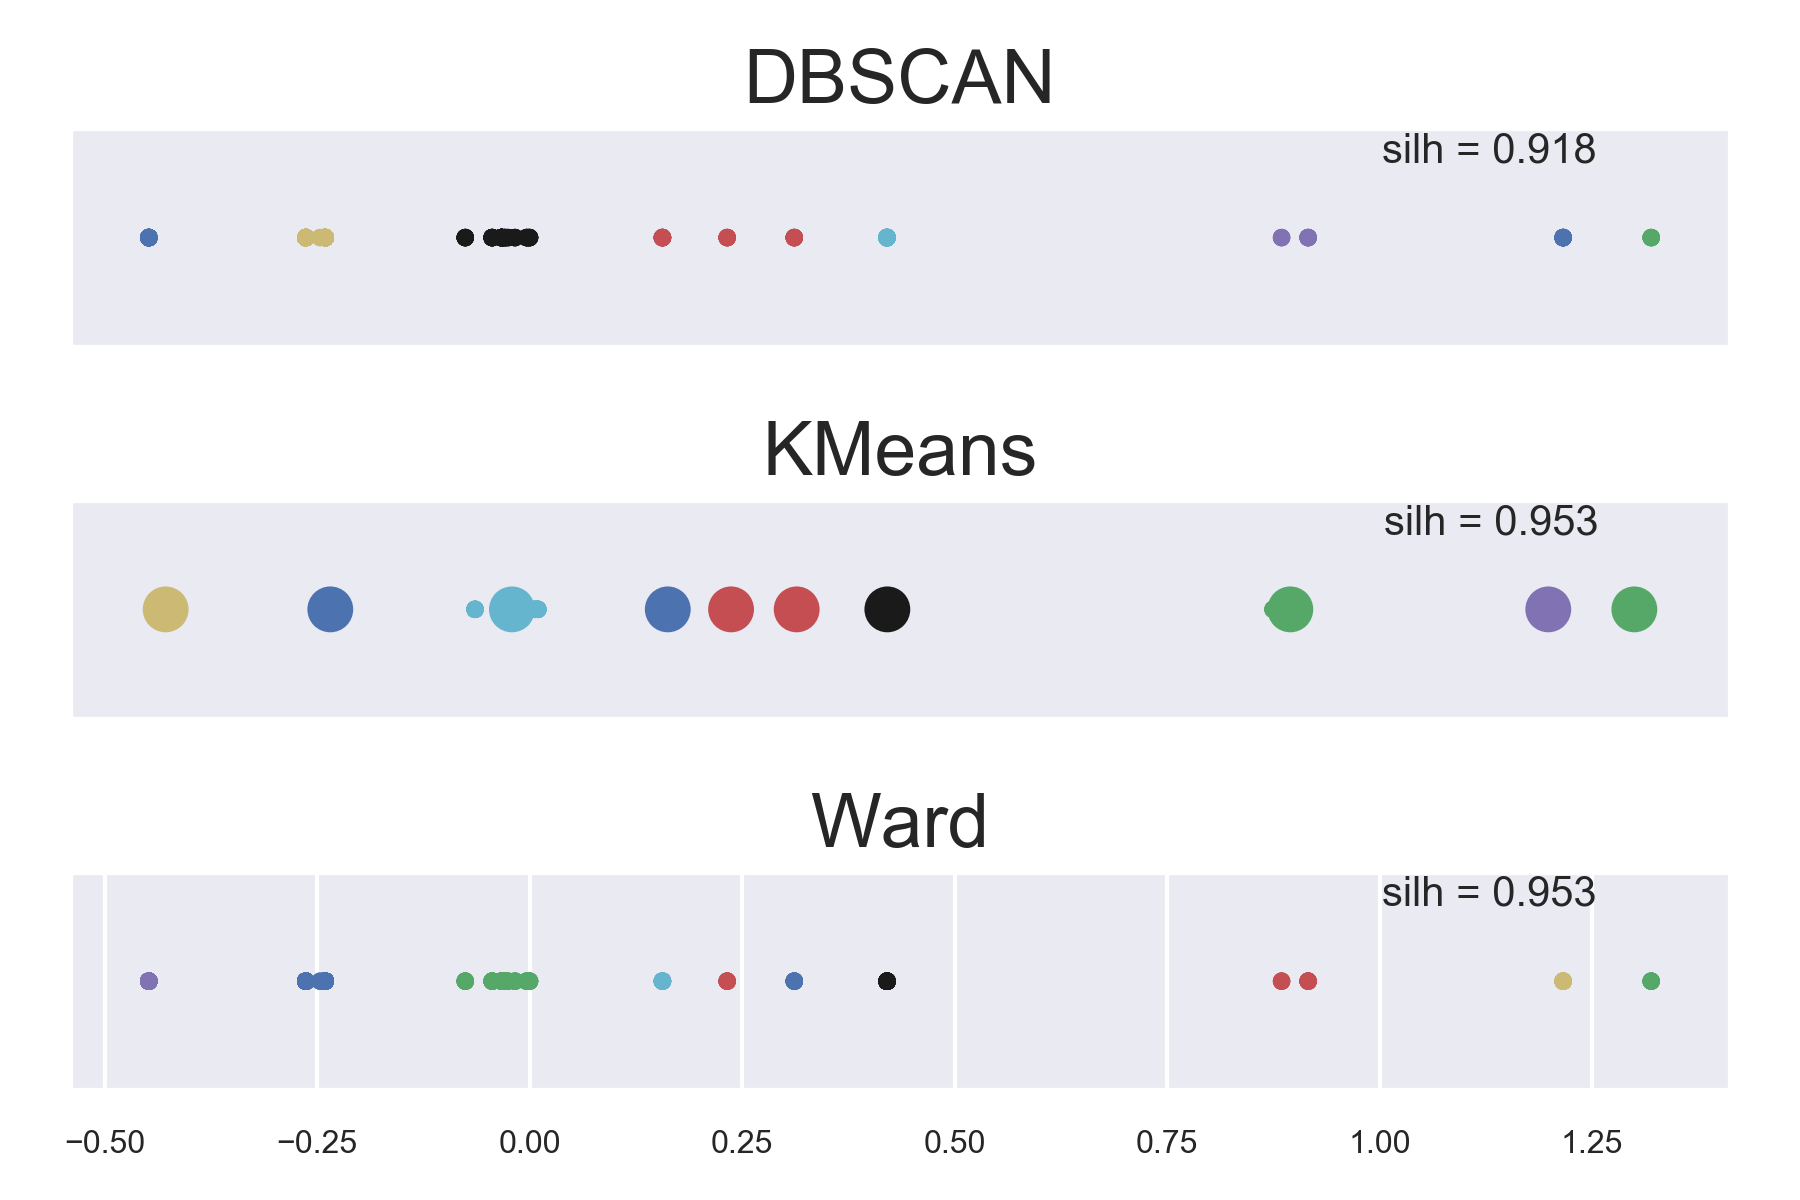 DBSCAN
silh = 0.918
KMeans
silh = 0.953
Ward
silh = 0.953
−0.50 −0.25 0.00 0.25 0.50 0.75 1.00 1.25